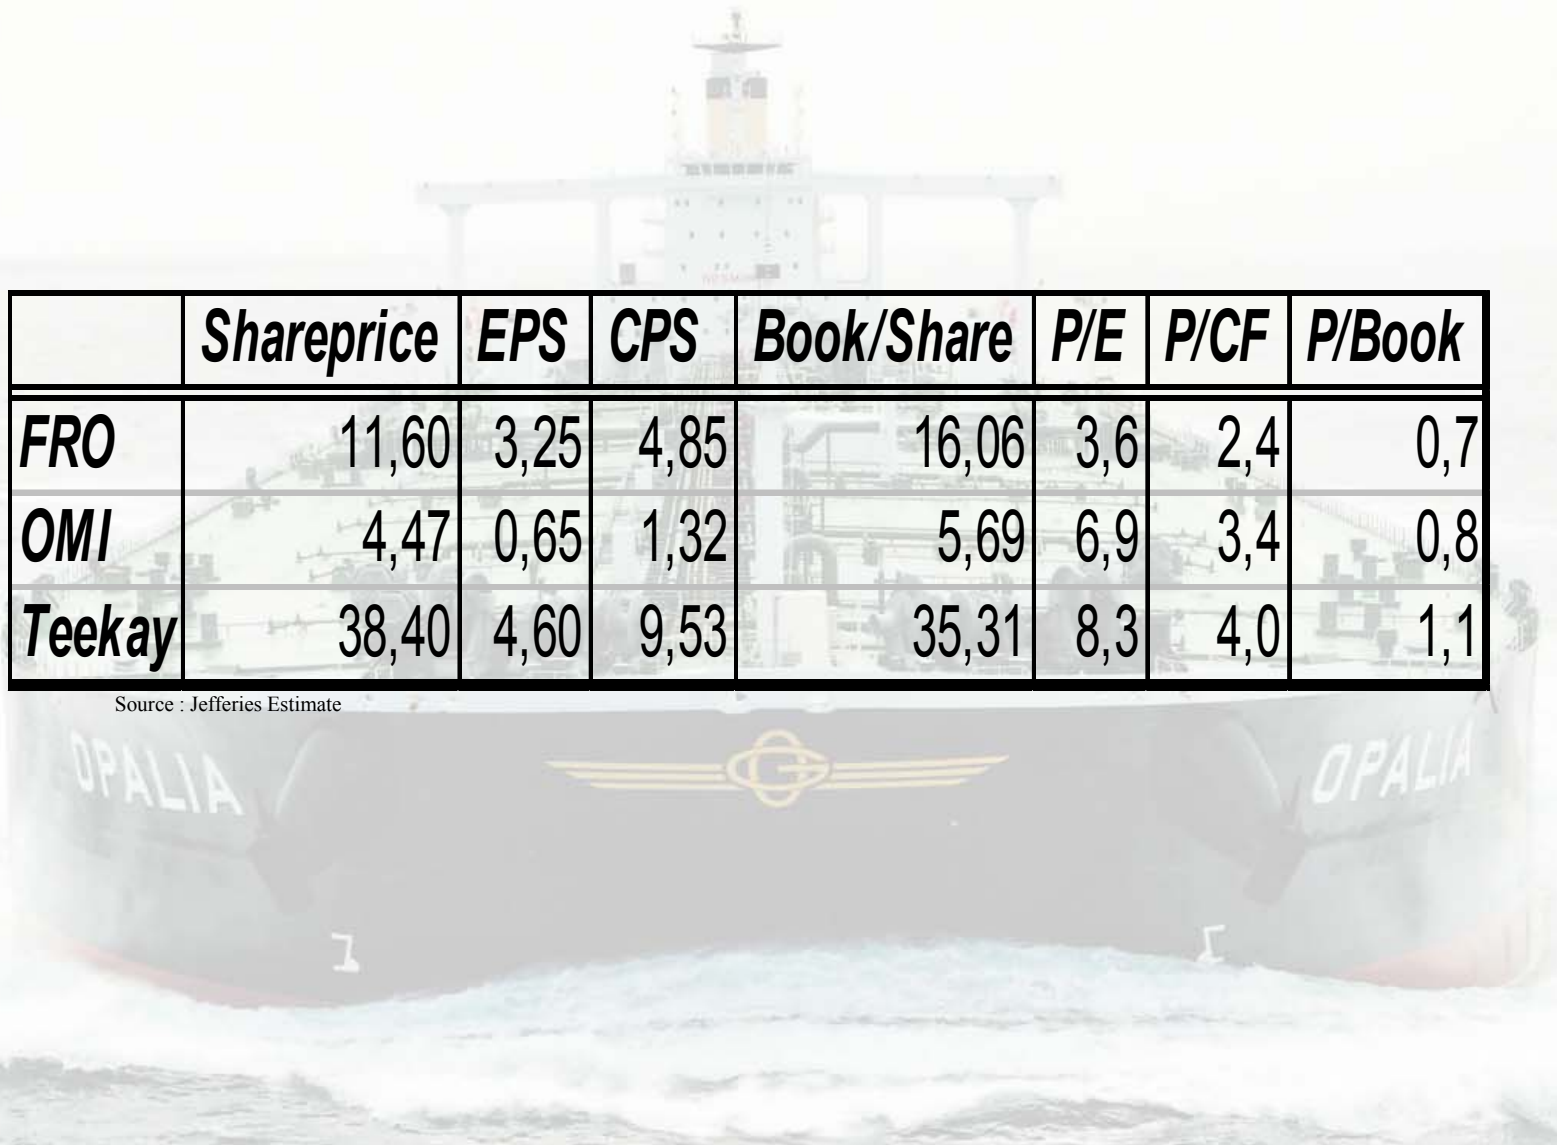 Shareprice EPS CPS Book/Share P/E P/CF P/Book
FRO 11,60 3,25 4,85 16,06 3,6 2,4 0,7
OMI 4,47 0,65 1,32 5,69 6,9 3,4 0,8
Teekay 38,40 4,60 9,53 35,31 8,3 4,0 1,1
Source : Jefferies Estimate
OPALIA OPALIA